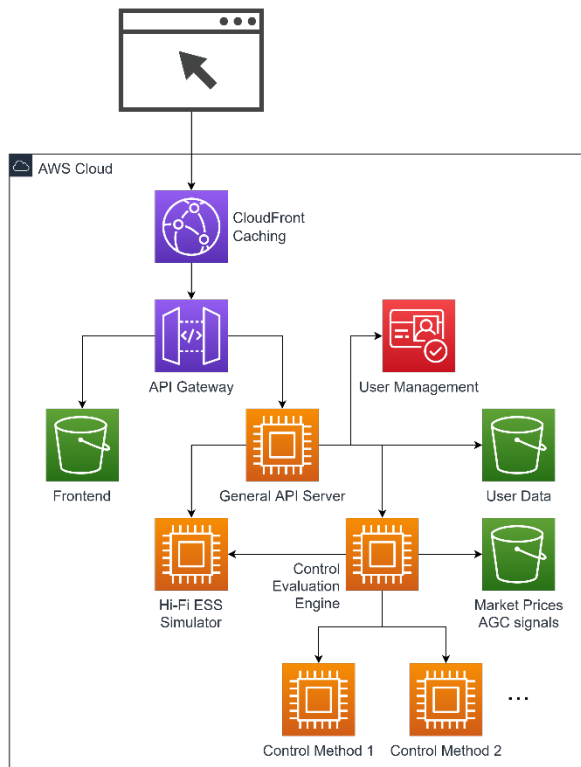 AWS Cloud
CloudFront
Caching
API Gateway
User Management
Frontend
General API Server
User Data
Hi-Fi ESS
Simulator
Control
Evaluation
Engine
Market Prices
AGC signals
Control Method 1
Control Method 2
...